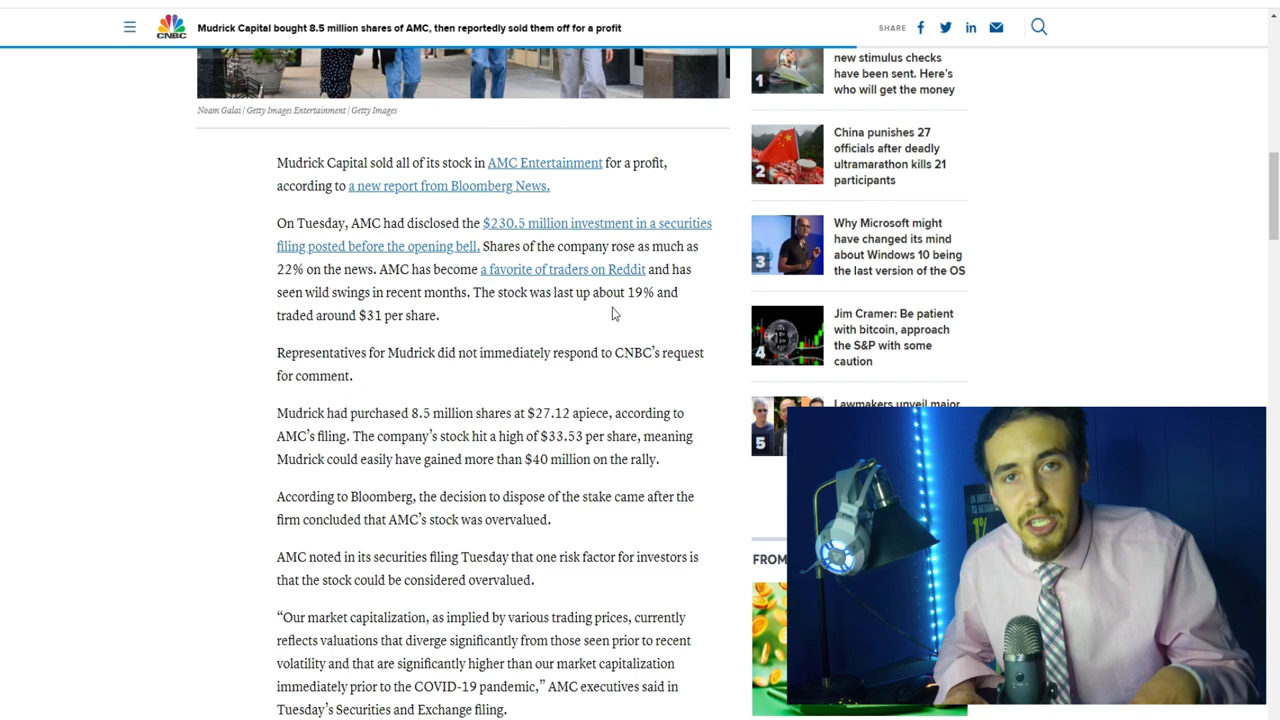 CNBC
Mudrick Capital bought 8.5 million shares of AMC, then reportedly sold them off for a profit
SHARE
Noam Galai | Getty Images Entertainment | Getty Images
Mudrick Capital sold all of its stock in AMC Entertainment for a profit,
according to a new report from Bloomberg News.
On Tuesday, AMC had disclosed the $230.5 million investment in a securities
filing posted before the opening bell. Shares of the company rose as much as
22% on the news. AMC has become a favorite of traders on Reddit and has
seen wild swings in recent months. The stock was last up about 19% and
traded around $31 per share.
Representatives for Mudrick did not immediately respond to CNBC’s request
for comment.
Mudrick had purchased 8.5 million shares at $27.12 apiece, according to
AMC’s filing. The company’s stock hit a high of $33.53 per share, meaning
Mudrick could easily have gained more than $40 million on the rally.
According to Bloomberg, the decision to dispose of the stake came after the
firm concluded that AMC’s stock was overvalued.
AMC noted in its securities filing Tuesday that one risk factor for investors is
that the stock could be considered overvalued.
“Our market capitalization, as implied by various trading prices, currently
reflects valuations that diverge significantly from those seen prior to recent
volatility and that are significantly higher than our market capitalization
immediately prior to the COVID-19 pandemic,” AMC executives said in
Tuesday’s Securities and Exchange filing.
1
new stimulus checks
have been sent. Here’s
who will get the money
2
China punishes 27
officials after deadly
ultramarathon kills 21
participants
3
Why Microsoft might
have changed its mind
about Windows 10 being
the last version of the OS
4
Jim Cramer: Be patient
with bitcoin, approach
the S&P with some
caution
5
Lawmakers unveil major
FROM